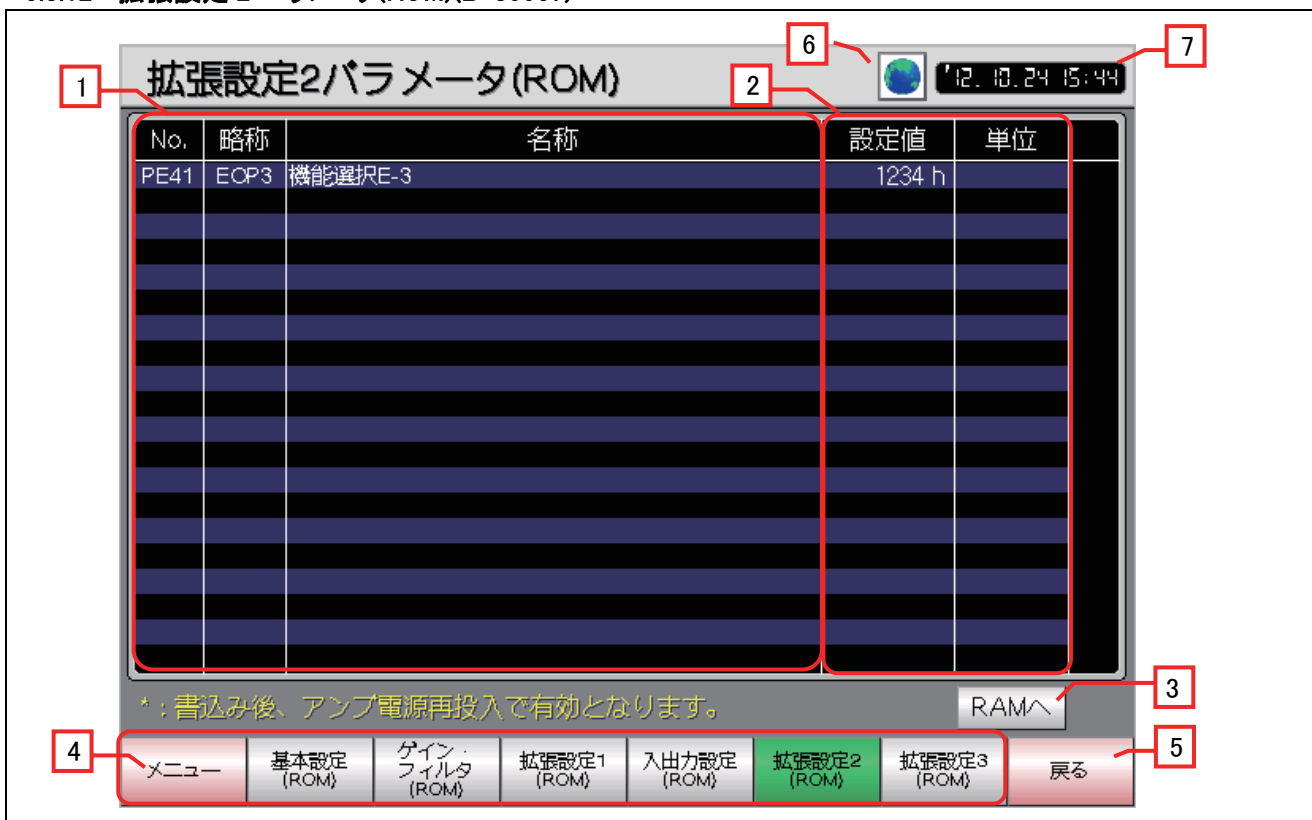 6
7
1
拡張設定2パラメータ(ROM)
2
'12. 10. 24 15:44
No. 略称 名称 設定値 単位
PE41 EOP3 機能選択E-3 1234 h
*:書込み後、アンプ電源再投入で有効となります。
RAMへ
3
4
メニュー
基本設定
(ROM)
ゲイン・
フィルタ
(ROM)
拡張設定1
(ROM)
入出力設定
(ROM)
拡張設定2
(ROM)
拡張設定3
(ROM)
戻る
5